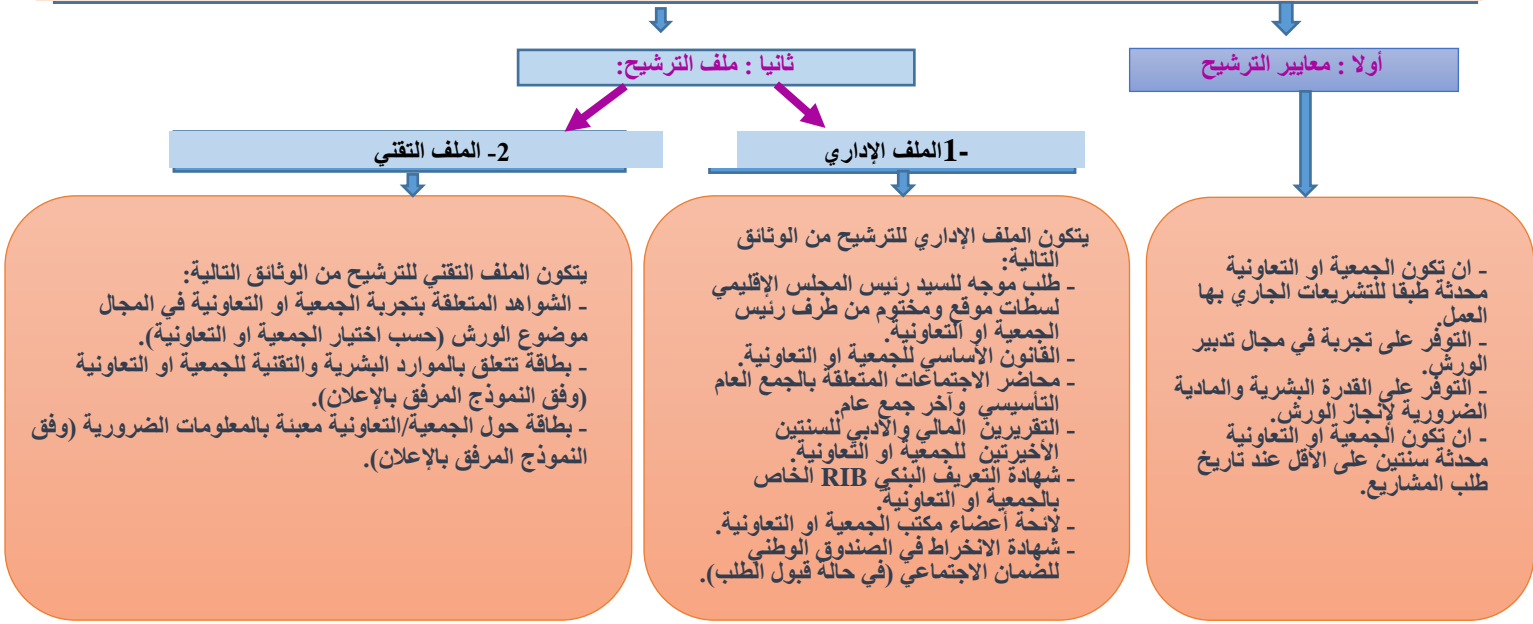 أولا : معايير الترشيح
- ان تكون الجمعية او التعاونية
محدثة طبقا للتشريعات الجاري بها
العمل.
- التوفر على تجربة في مجال تدبير
الورش.
- التوفر على القدرة البشرية والمادية
الضرورية لإنجاز الورش.
- ان تكون الجمعية او التعاونية
محدثة سنتين على الأقل عند تاريخ
طلب المشاريع.
ثانيا : ملف الترشيح:
1- الملف الإداري
يتكون الملف الإداري للترشيح من الوثائق
التالية:
- طلب موجه للسيد رئيس المجلس الإقليمي
لسطات موقع ومختوم من طرف رئيس
الجمعية او التعاونية.
- القانون الأساسي للجمعية او التعاونية.
- محاضر الاجتماعات المتعلقة بالجمع العام
التأسيسي وآخر جمع عام.
- التقريرين المالي والأدبي للسنتين
الأخيرتين للجمعية او التعاونية.
- شهادة التعريف البنكي RIB الخاص
بالجمعية او التعاونية.
- لائحة أعضاء مكتب الجمعية او التعاونية.
- شهادة الانخراط في الصندوق الوطني
للضمان الاجتماعي (في حالة قبول الطلب).
2- الملف التقني
يتكون الملف التقني للترشيح من الوثائق التالية:
- الشواهد المتعلقة بتجربة الجمعية او التعاونية في المجال
موضوع الورش (حسب اختيار الجمعية او التعاونية).
- بطاقة تتعلق بالموارد البشرية والتقنية للجمعية او التعاونية
(وفق النموذج المرفق بالإعلان).
- بطاقة حول الجمعية/التعاونية معبئة بالمعلومات الضرورية (وفق
النموذج المرفق بالإعلان).